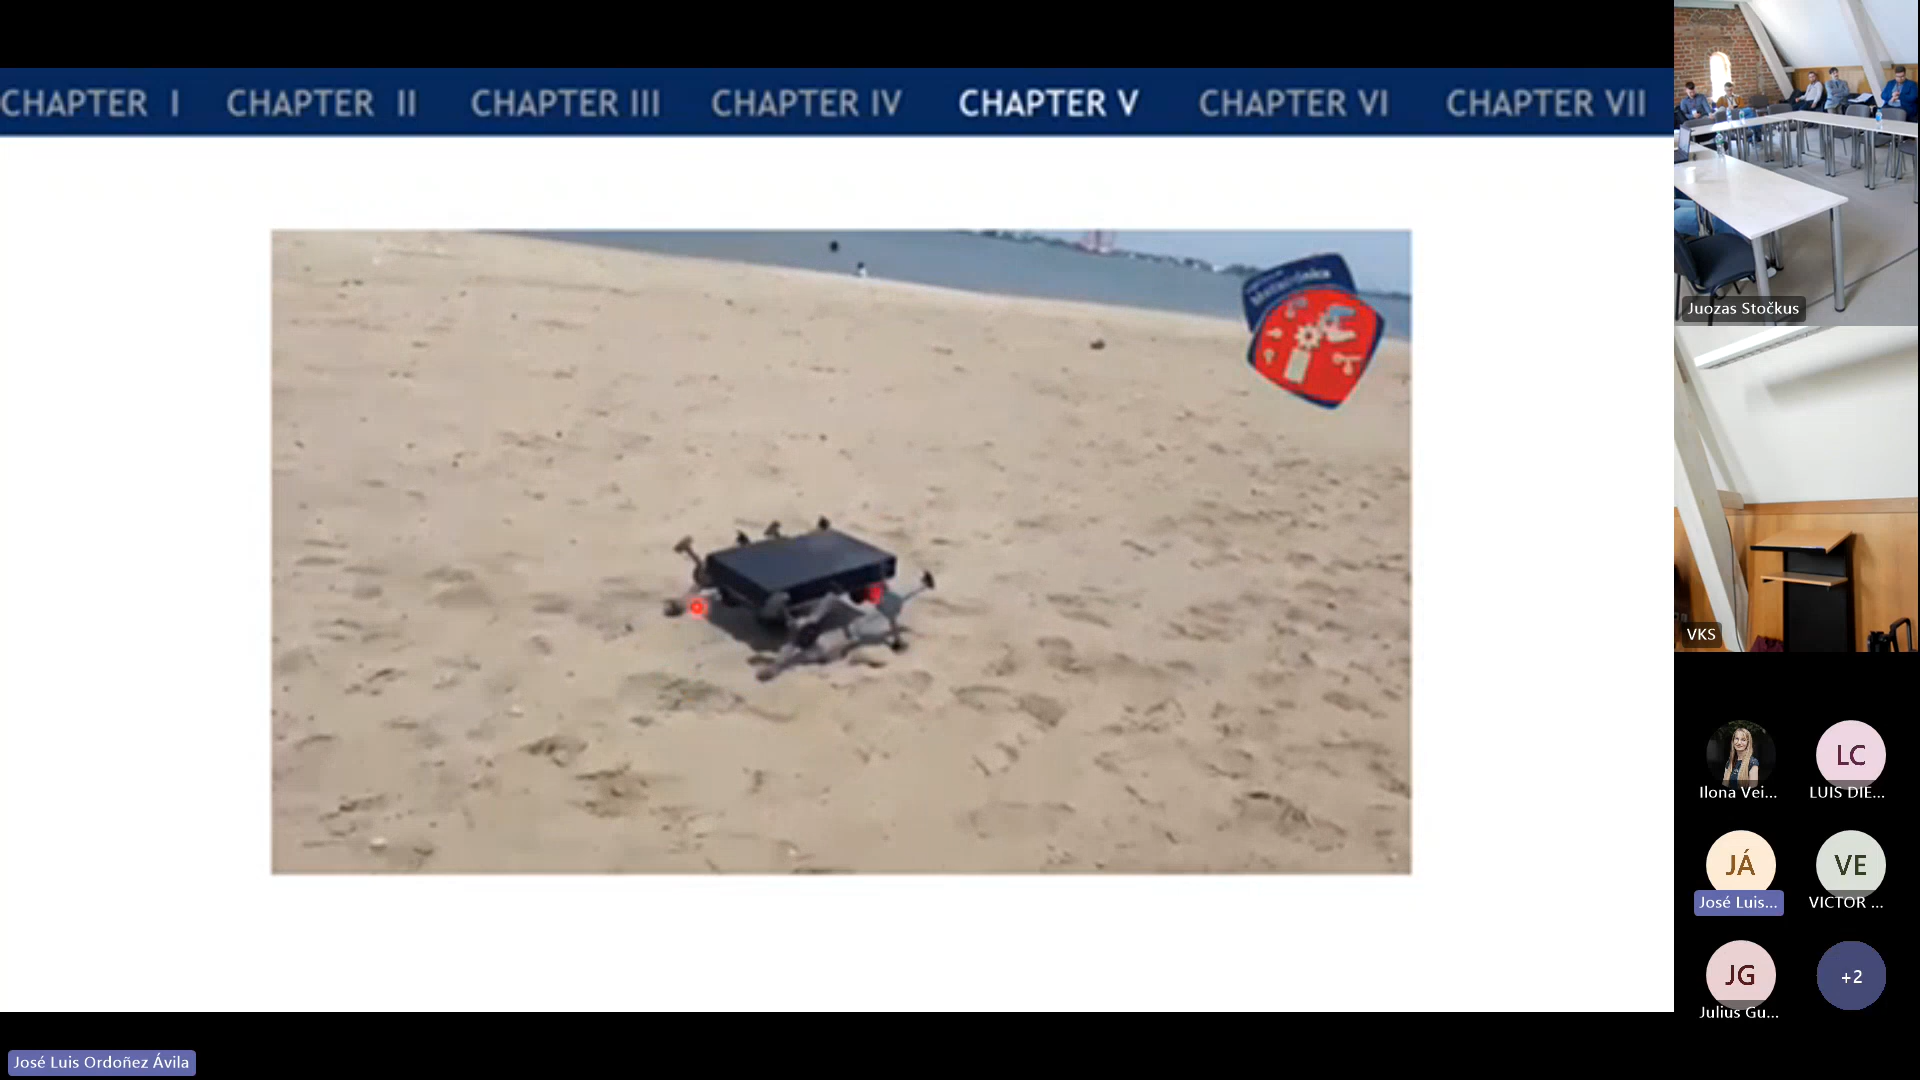 CHAPTER I CHAPTER II CHAPTER III CHAPTER IV CHAPTER V CHAPTER VI CHAPTER VII
Juozas Stočkus
VKS
Ilona Vei...
LC
LUIS DIE...
JÁ
José Luis...
VE
VICTOR ...
JG
Julius Gu...
+2
José Luis Ordoñez Ávila